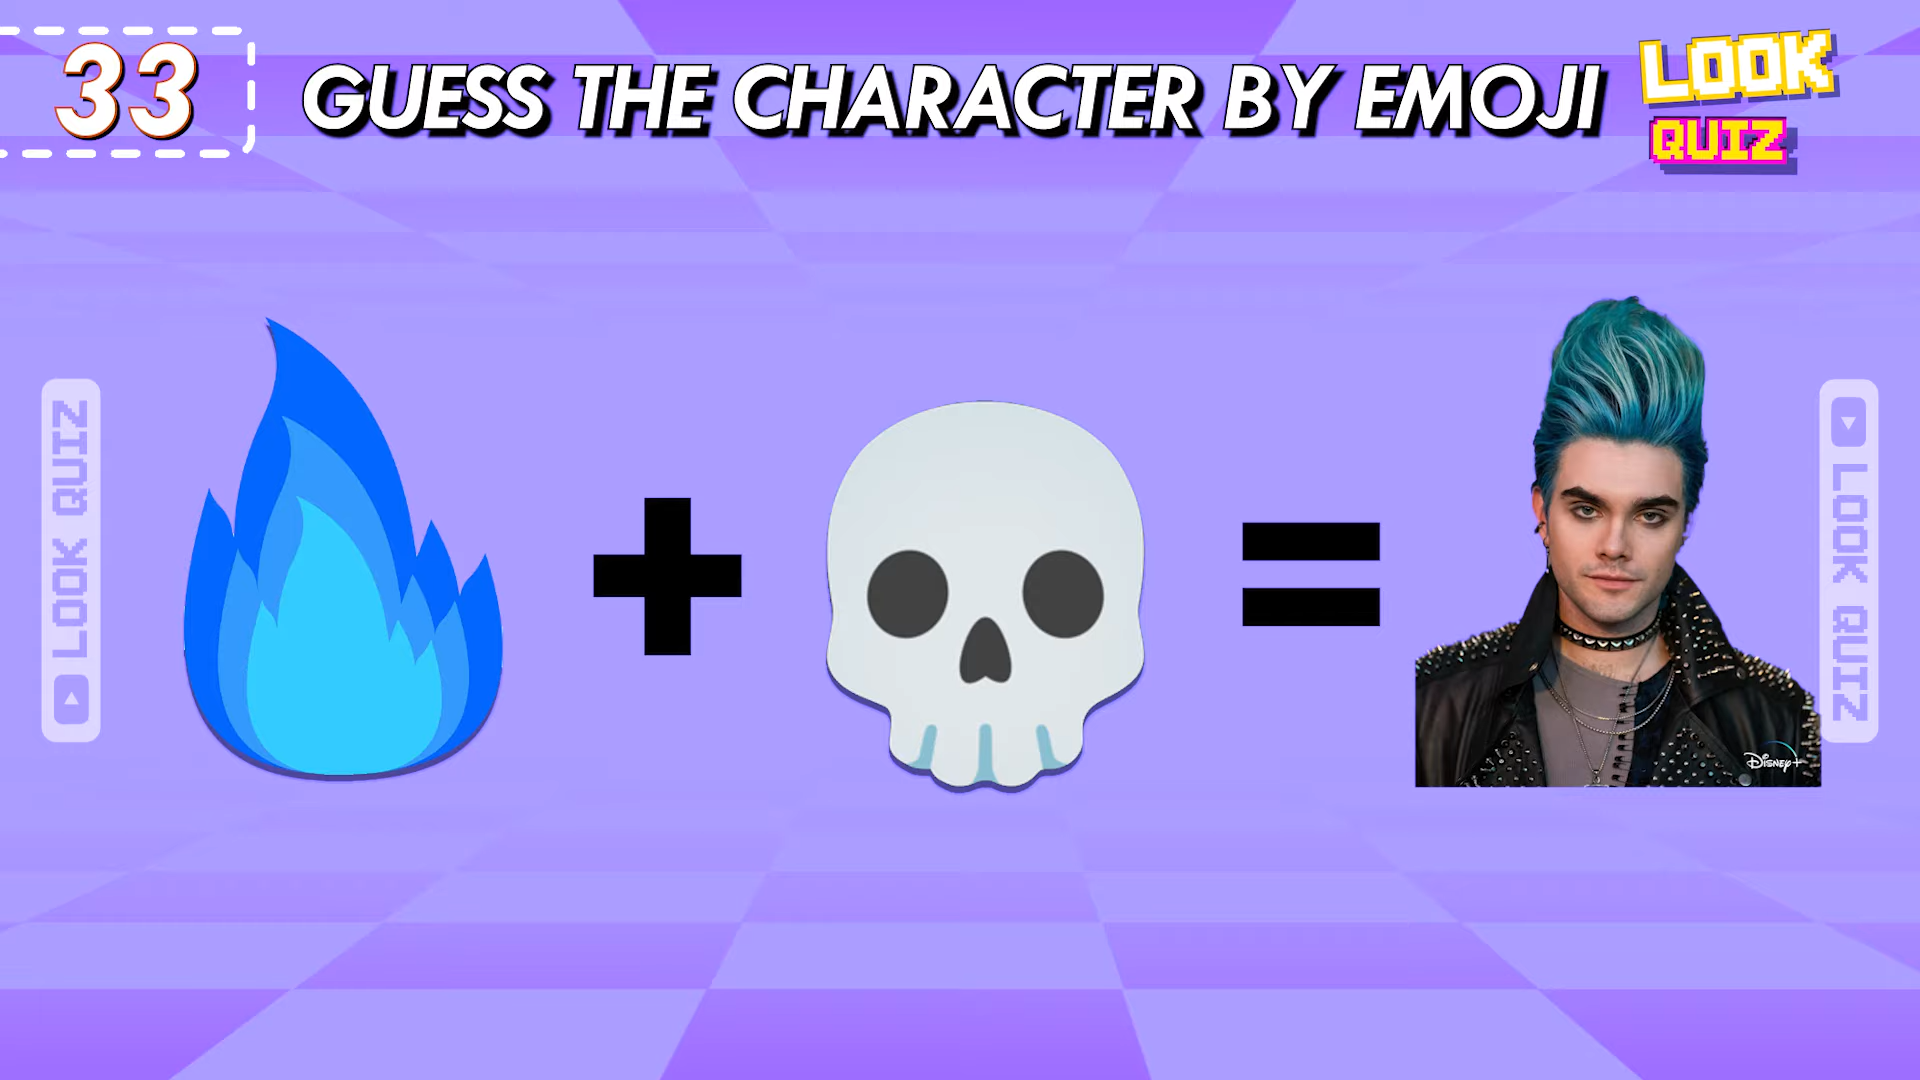 33
GUESS THE CHARACTER BY EMOJI
LOOK
QUIZ
LOOK QUIZ
LOOK QUIZ
Disney+